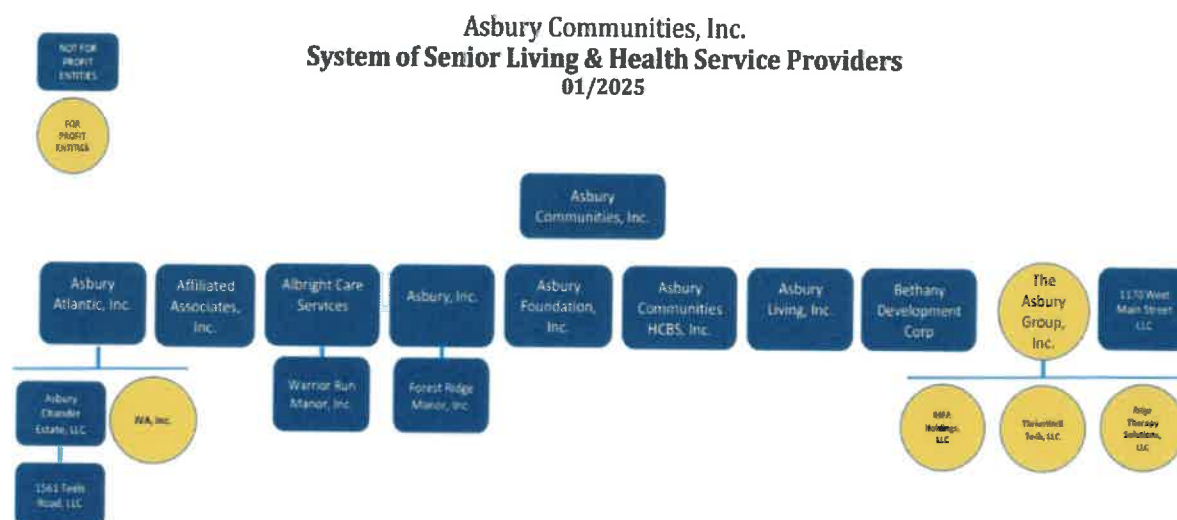 Asbury Communities, Inc.
System of Senior Living & Health Service Providers
01/2025
NOT FOR
PROFIT
ENTITIES
FOR
PROFIT
ENTITIES
Asbury
Communities, Inc.
Asbury
Atlantic, Inc.
Affiliated
Associates,
Inc.
Albright Care
Services
Asbury, Inc.
Asbury
Foundation,
Inc.
Asbury
Communities
HCBS, Inc.
Asbury
Living, Inc.
Bethany
Development
Corp
The
Asbury
Group,
Inc.
1170 West
Main Street
LLC
Asbury
Chandler
Estate, LLC
WA, Inc.
Warrior Run
Manor, Inc.
Forest Ridge
Manor, Inc
Holdings,
LLC
ThriveWell
Tech, LLC.
Therapy
Solutions,
LLC
1561 Teels
Road, LLC